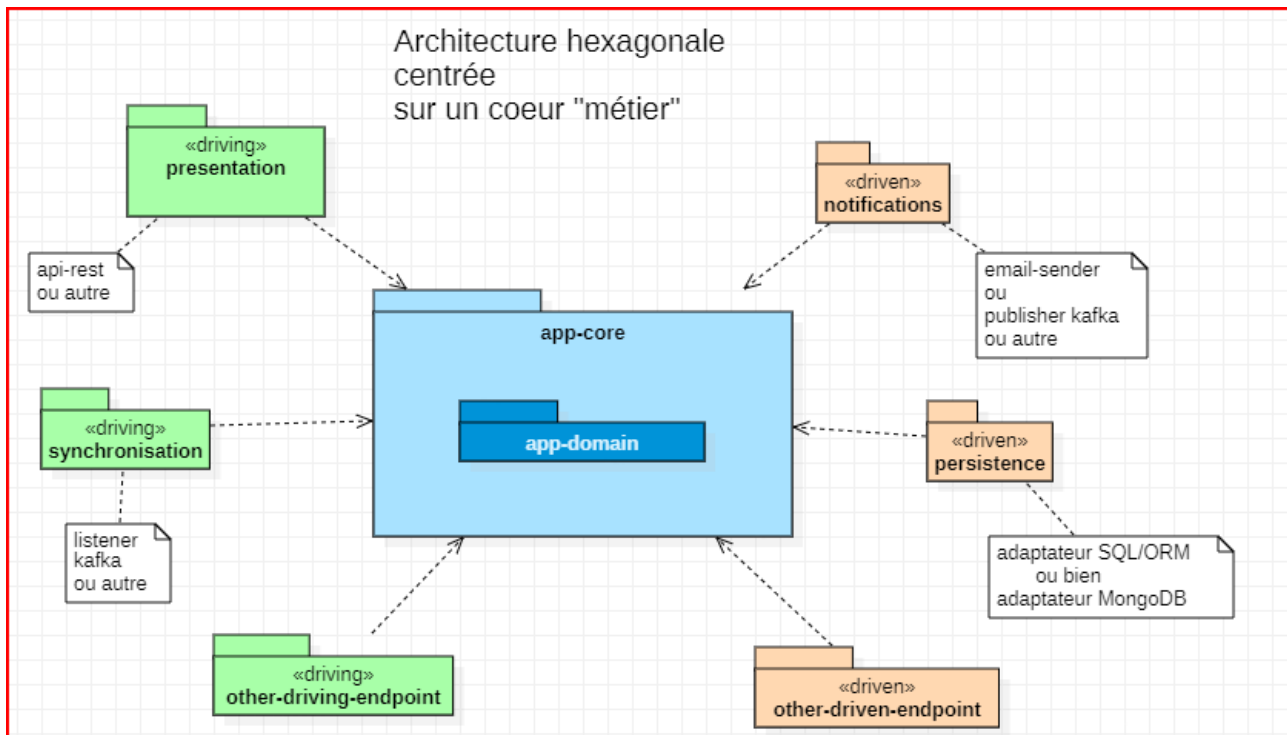 Architecture hexagonale
centrée
sur un coeur "métier"
«driving»
presentation
«driven»
notifications
api-rest
ou autre
email-sender
ou
publisher kafka
ou autre
app-core
app-domain
«driving»
synchronisation
«driven»
persistence
listener
kafka
ou autre
adaptateur SQL/ORM
ou bien
adaptateur MongoDB
«driving»
other-driving-endpoint
«driven»
other-driven-endpoint